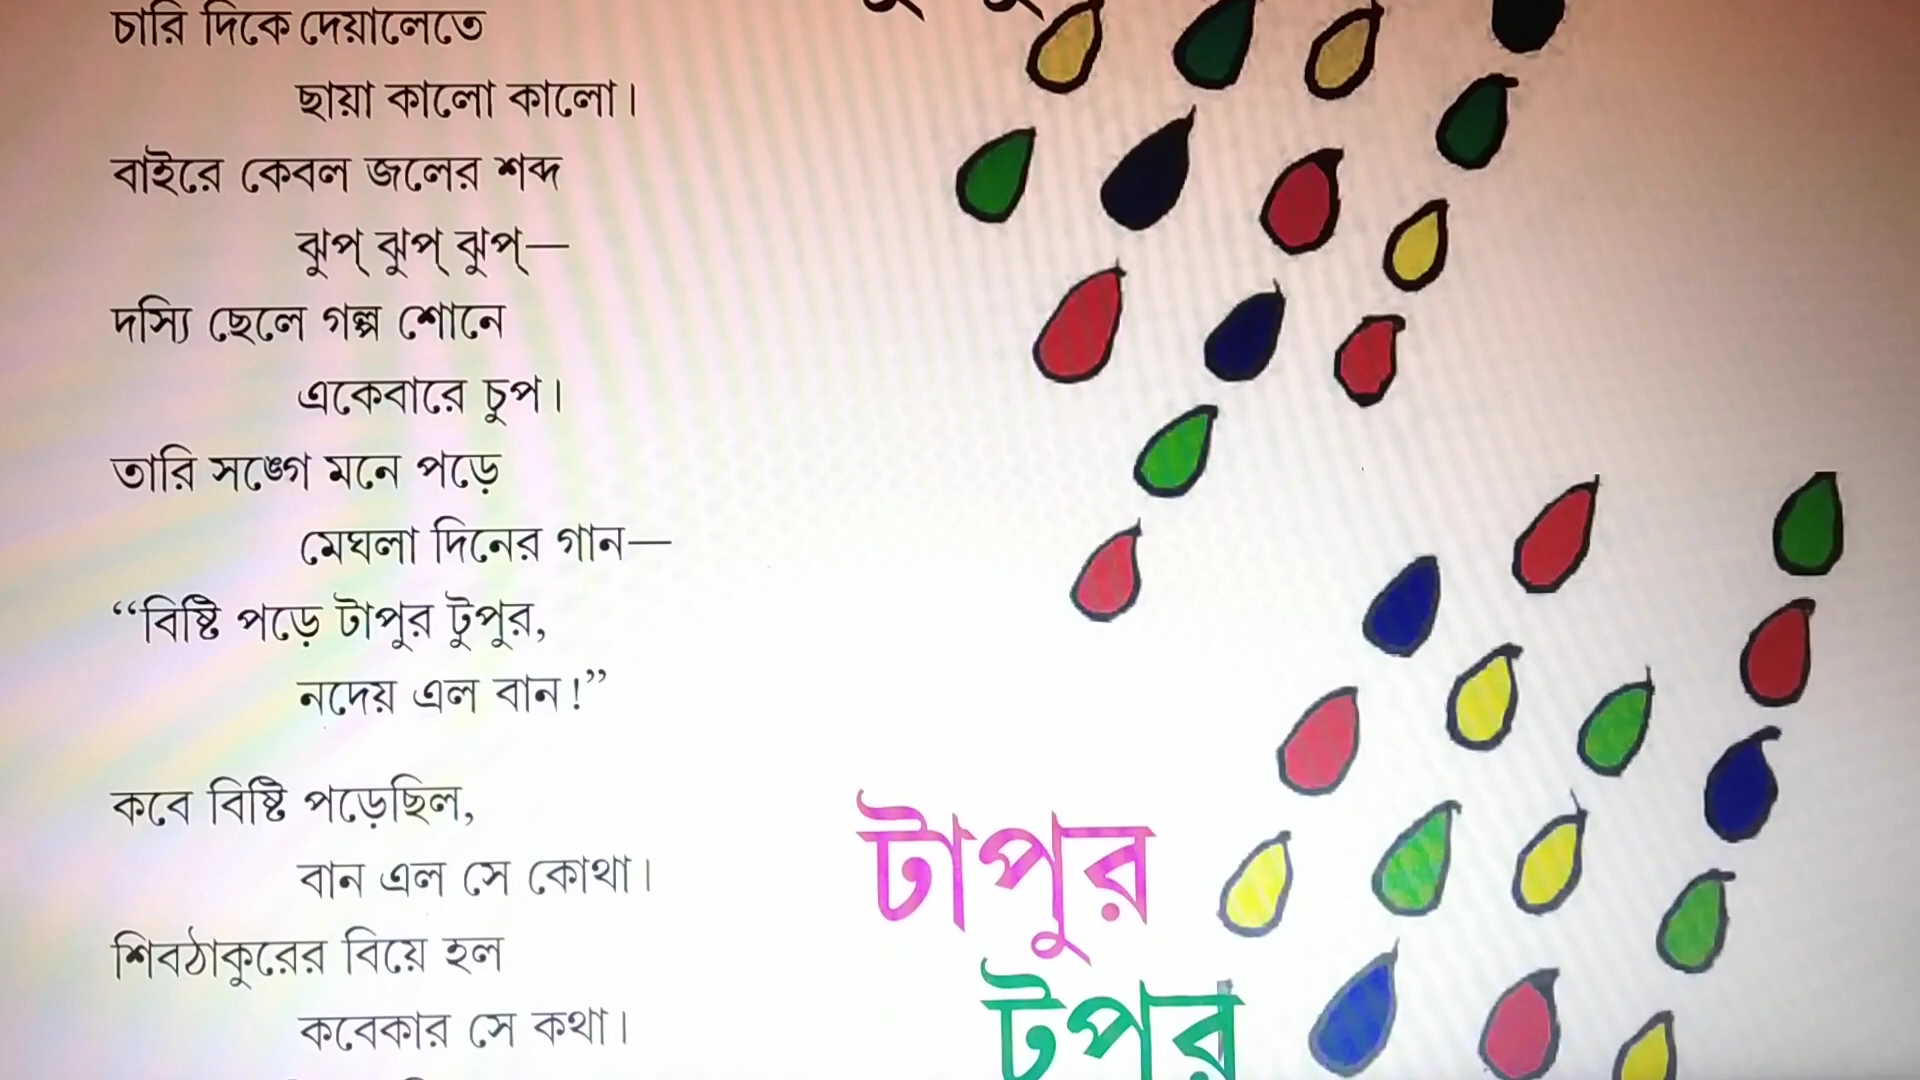 চারি দিকে দেয়ালেতে
ছায়া কালো কালো।
বাইরে কেবল জলের শব্দ
ঝুপ্ ঝুপ্ ঝুপ্—
দস্যি ছেলে গল্প শোনে
একেবারে চুপ।
তারি সঙ্গে মনে পড়ে
মেঘলা দিনের গান—
“বিষ্টি পড়ে টাপুর টুপুর,
নদেয় এল বান!”
কবে বিষ্টি পড়েছিল,
বান এল সে কোথা।
শিবঠাকুরের বিয়ে হল
কবেকার সে কথা।
টাপুর